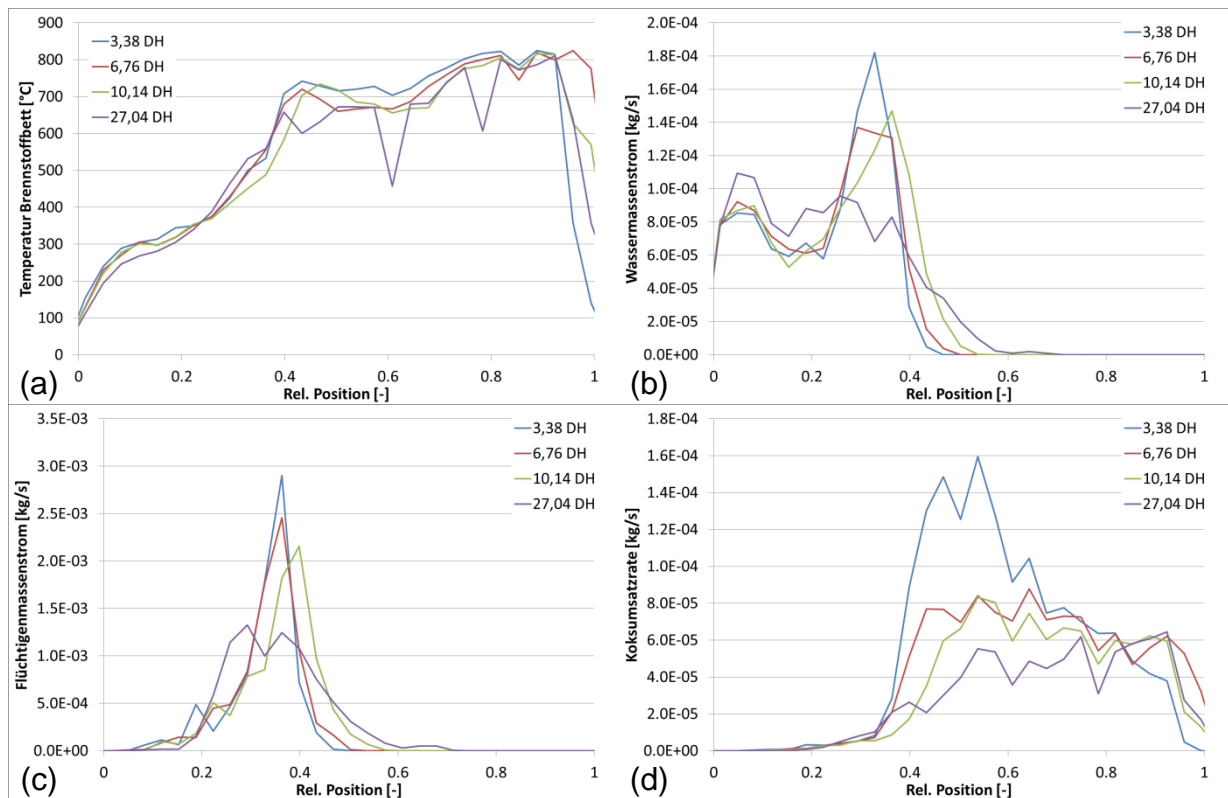 Temperatur Brennstoffbett [°C]
900
800
700
600
500
400
300
200
100
0
3,38 DH
6,76 DH
10,14 DH
27,04 DH
0
0.2
0.4
0.6
0.8
1
Rel. Position [-]
(a)
Wassermassenstrom [kg/s]
2.0E-04
1.8E-04
1.6E-04
1.4E-04
1.2E-04
1.0E-04
8.0E-05
6.0E-05
4.0E-05
2.0E-05
0.0E+00
3,38 DH
6,76 DH
10,14 DH
27,04 DH
0
0.2
0.4
0.6
0.8
1
Rel. Position [-]
(b)
Flüchtigenmassenstrom [kg/s]
3.5E-03
3.0E-03
2.5E-03
2.0E-03
1.5E-03
1.0E-03
5.0E-04
0.0E+00
3,38 DH
6,76 DH
10,14 DH
27,04 DH
0
0.2
0.4
0.6
0.8
1
Rel. Position [-]
(c)
Koksumsatzrate [kg/s]
1.8E-04
1.6E-04
1.4E-04
1.2E-04
1.0E-04
8.0E-05
6.0E-05
4.0E-05
2.0E-05
0.0E+00
3,38 DH
6,76 DH
10,14 DH
27,04 DH
0
0.2
0.4
0.6
0.8
1
Rel. Position [-]
(d)